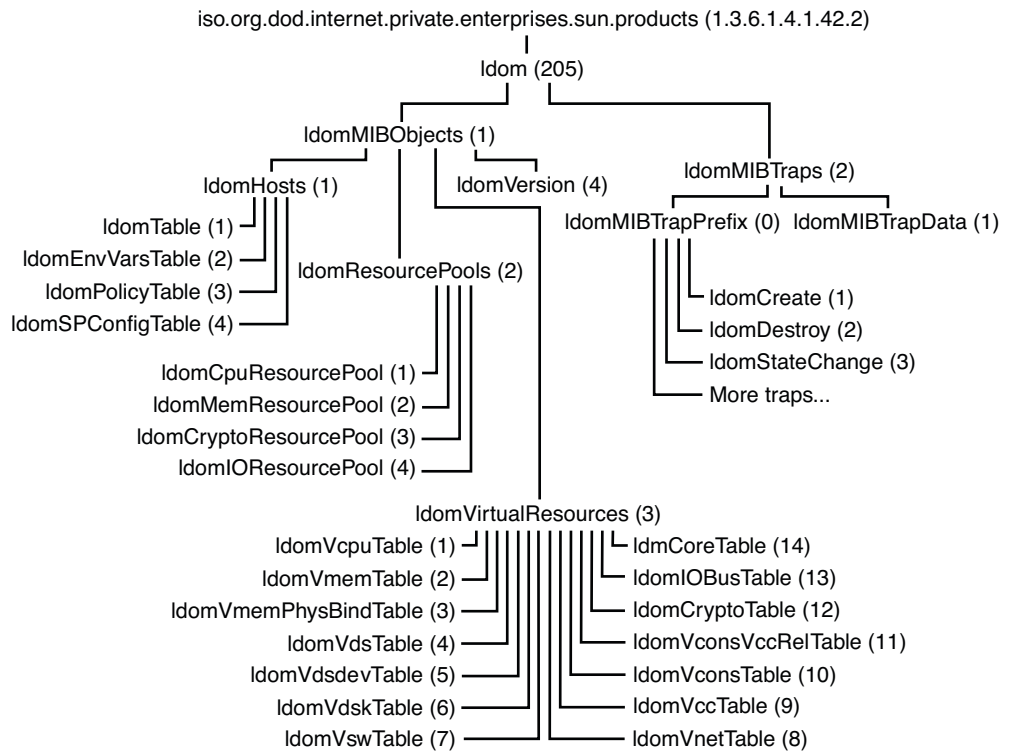 iso.org.dod.internet.private.enterprises.sun.products (1.3.6.1.4.1.42.2)
ldom (205)
ldomMIBObjects (1)
ldomHosts (1)
ldomTable (1)
ldomEnvVarsTable (2)
ldomPolicyTable (3)
ldomSPConfigTable (4)
ldomVersion (4)
ldomResourcePools (2)
ldomCpuResourcePool (1)
ldomMemResourcePool (2)
ldomCryptoResourcePool (3)
ldomIOResourcePool (4)
ldomVirtualResources (3)
ldomVcpuTable (1)
ldomVmemTable (2)
ldomVmemPhysBindTable (3)
ldomVdsTable (4)
ldomVdsdevTable (5)
ldomVdskTable (6)
ldomVswTable (7)
ldmCoreTable (14)
ldomIOBusTable (13)
ldomCryptoTable (12)
ldomVconsVccRelTable (11)
ldomVconsTable (10)
ldomVccTable (9)
ldomVnetTable (8)
ldomMIBTraps (2)
ldomMIBTrapPrefix (0)
ldomMIBTrapData (1)
ldomCreate (1)
ldomDestroy (2)
ldomStateChange (3)
More traps...